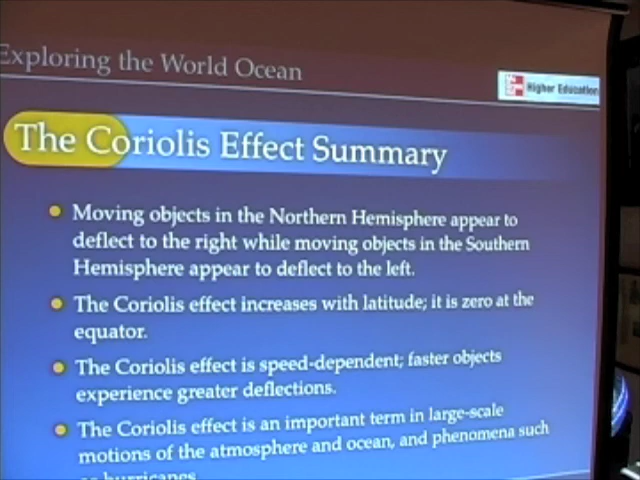 Exploring the World Ocean
Higher Education
The Coriolis Effect Summary
Moving objects in the Northern Hemisphere appear to
deflect to the right while moving objects in the Southern
Hemisphere appear to deflect to the left.
The Coriolis effect increases with latitude; it is zero at the
equator.
The Coriolis effect is speed-dependent; faster objects
experience greater deflections.
The Coriolis effect is an important term in large-scale
motions of the atmosphere and ocean, and phenomena such
as hurricanes